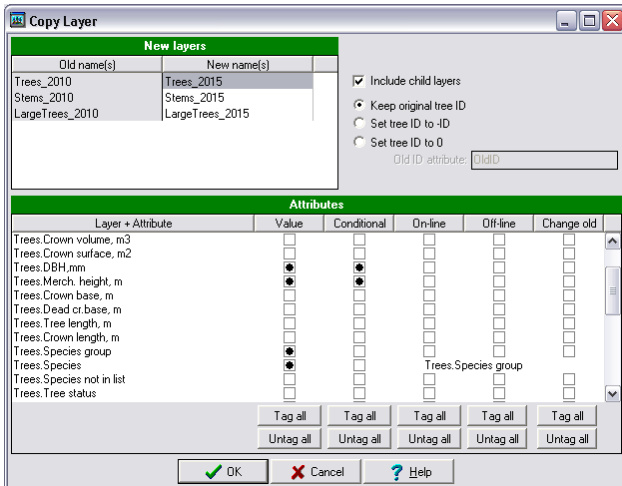 Copy Layer
New layers
Old name(s) New name(s)
Trees_2010 Trees_2015
Stems_2010 Stems_2015
LargeTrees_2010 LargeTrees_2015
Include child layers
Keep original tree ID
Set tree ID to -ID
Set tree ID to 0
Old ID attribute: OldID
Attributes
Layer + Attribute Value Conditional On-line Off-line Change old
Trees.Crown volume, m3
Trees.Crown surface, m2
Trees.DBH,mm
Trees.Merch. height, m
Trees.Crown base, m
Trees.Dead cr.base, m
Trees.Tree length, m
Trees.Crown length, m
Trees.Species group
Trees.Species Trees.Species group
Trees.Species not in list
Trees.Tree status
Tag all Tag all Tag all Tag all Tag all
Untag all Untag all Untag all Untag all Untag all
OK Cancel ? Help